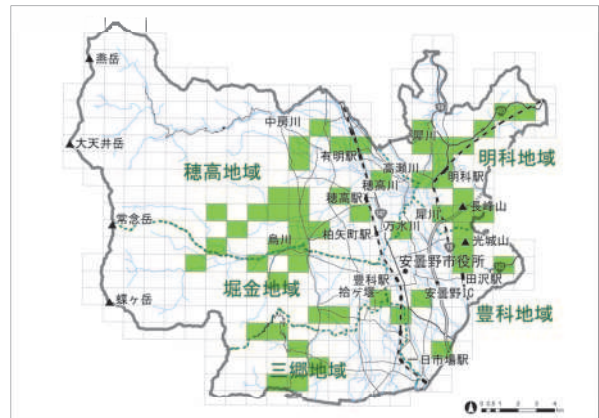 燕岳
大天井岳
常念岳
蝶ヶ岳
中房川
有明駅
穂高地域
高瀬川
穂高川
穂高駅
柏矢町駅
烏川
犀川
明科地域
明科駅
長峰山
犀川
万水川
光城山
安曇野市役所
田沢駅
豊科駅
拾ヶ堰
安曇野IC
堀金地域
豊科地域
三郷地域
一日市場駅